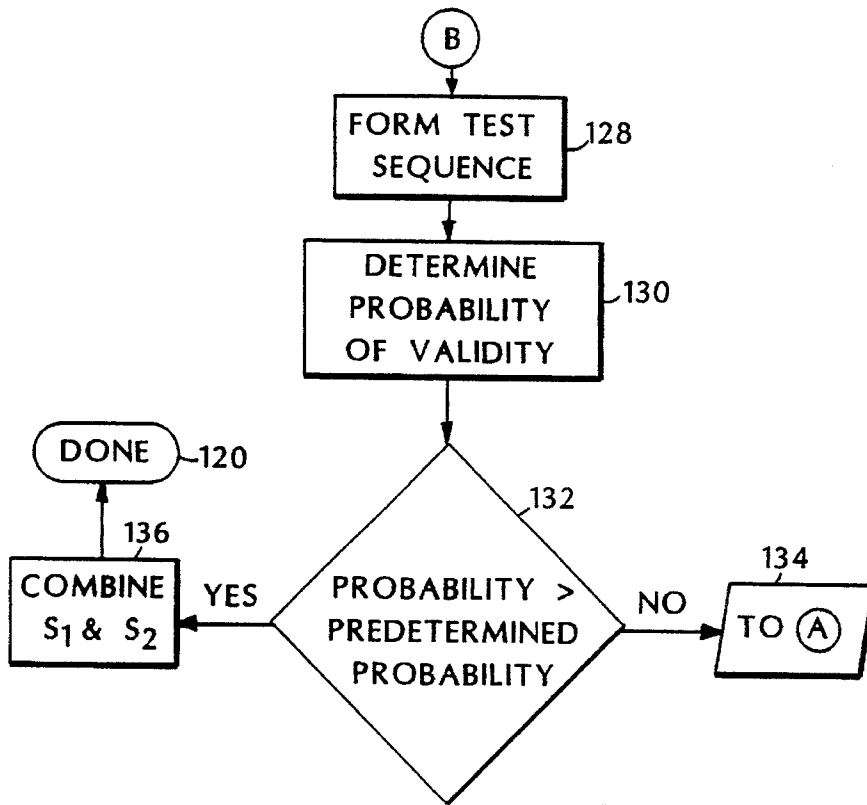 B
FORM TEST
SEQUENCE
128
DETERMINE
PROBABILITY
OF VALIDITY
130
DONE
120
132
136
COMBINE
S1 & S2
YES
PROBABILITY >
PREDETERMINED
PROBABILITY
NO
134
TO A